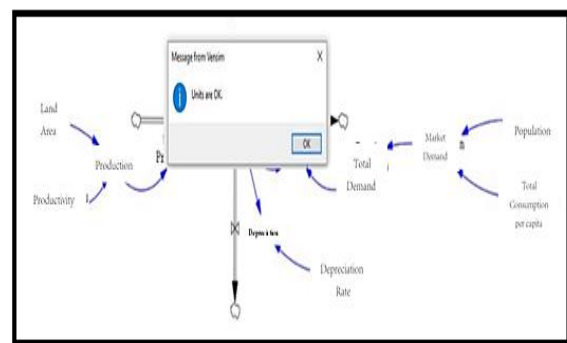 Message from Vensim
X
Units are OK.
OK
Land
Area
Production
Pr
Productivity
Total
Demand
Market
Demand
n
Population
Total
Consumption
per capita
Depreciation
Depreciation
Rate